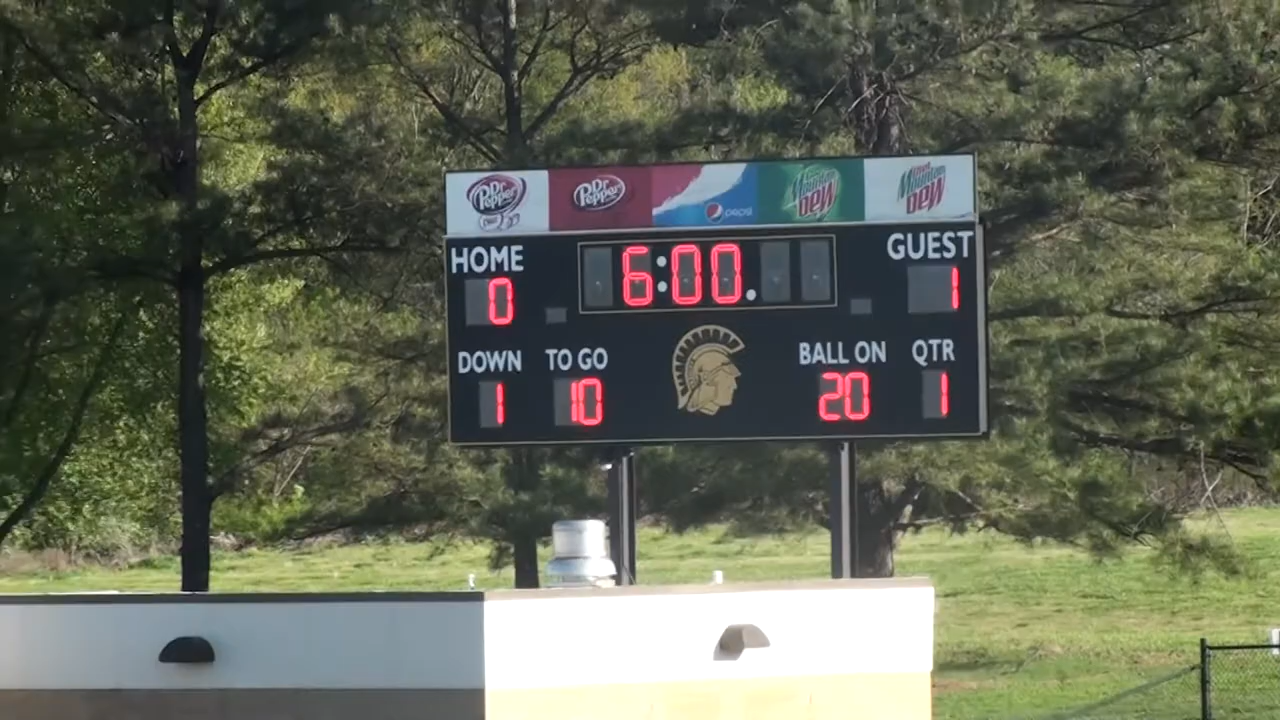 Dr Pepper
Dr Pepper
pepsi
Mountain Dew
Mountain Dew
HOME
6:00.
GUEST
0
1
DOWN
TO GO
BALL ON
QTR
1
10
20
1